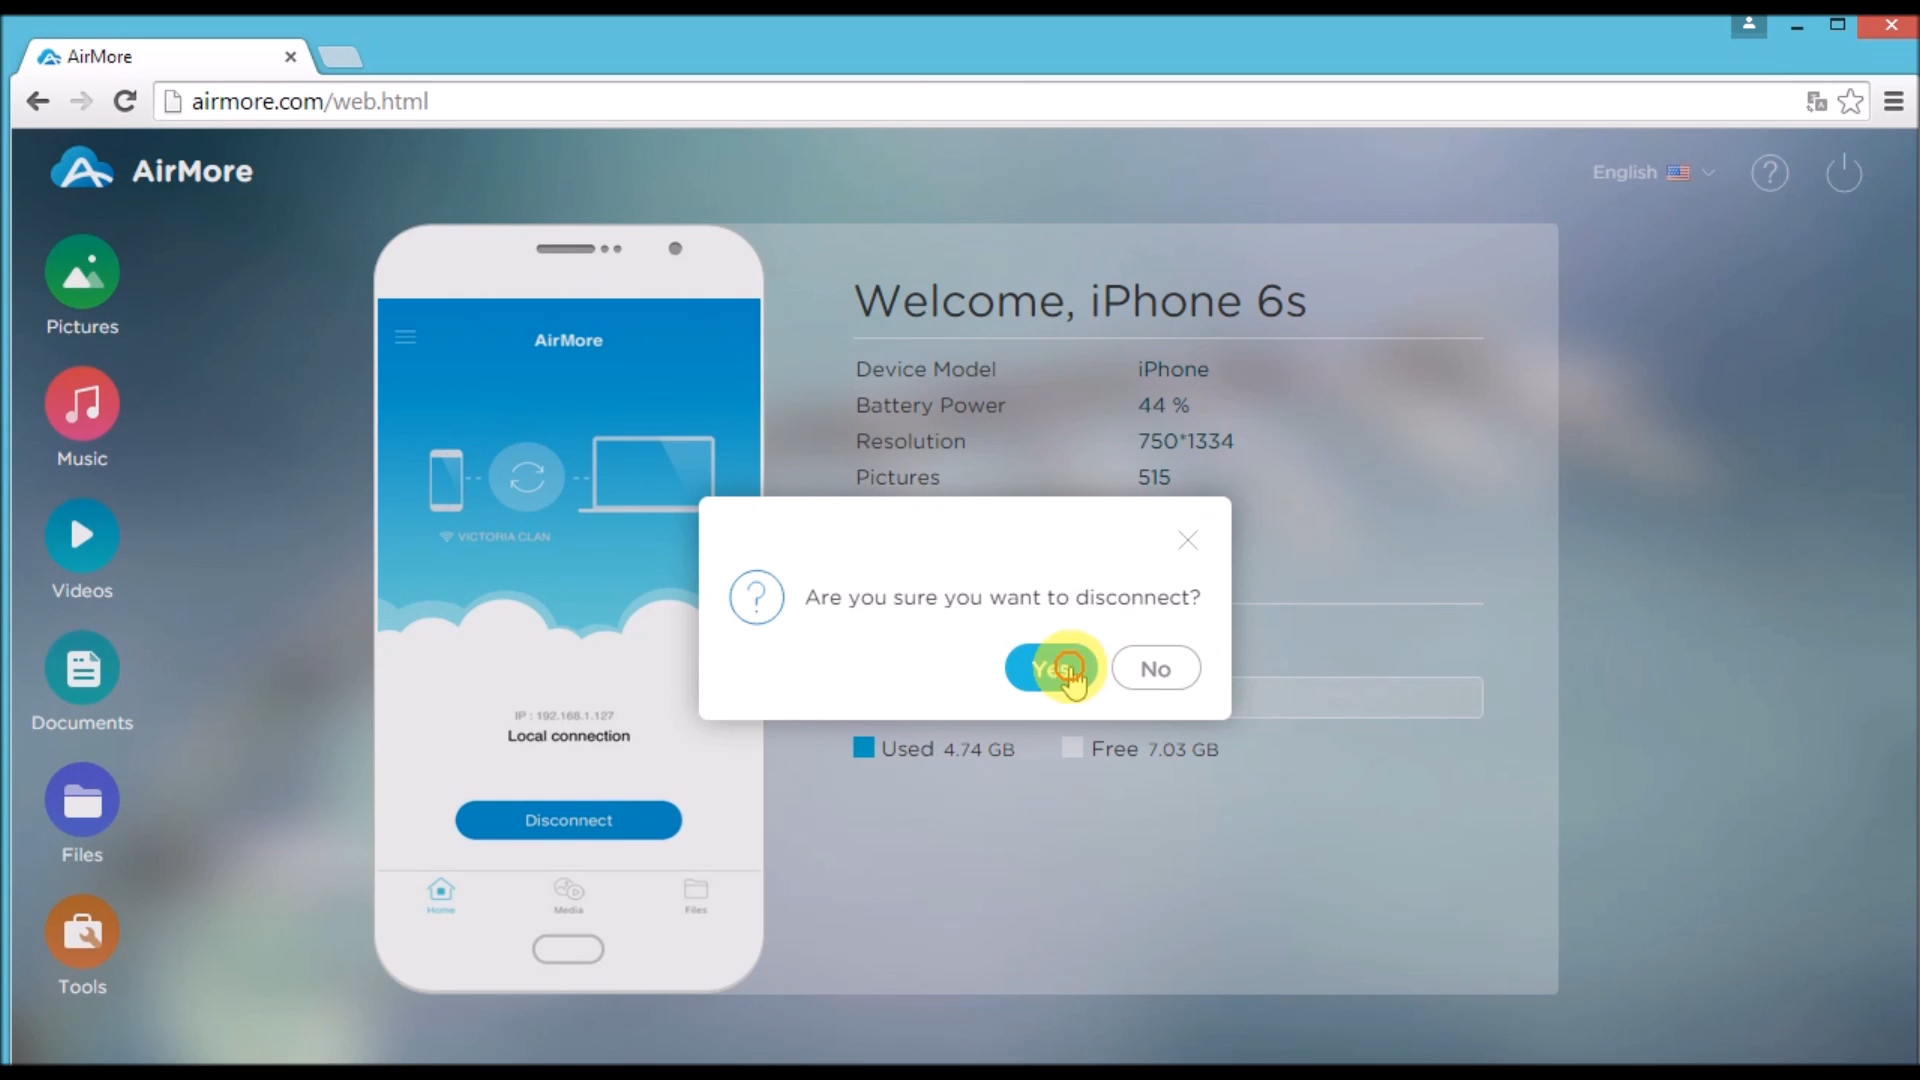 AirMore
airmore.com/web.html
AirMore
English
Pictures
Music
Videos
Documents
Files
Tools
AirMore
VICTORIA CLAN
IP : 192.168.1.127
Local connection
Disconnect
Home
Media
Files
Welcome, iPhone 6s
Device Model iPhone
Battery Power 44 %
Resolution 750*1334
Pictures 515
Are you sure you want to disconnect?
Yes
No
Used 4.74 GB
Free 7.03 GB